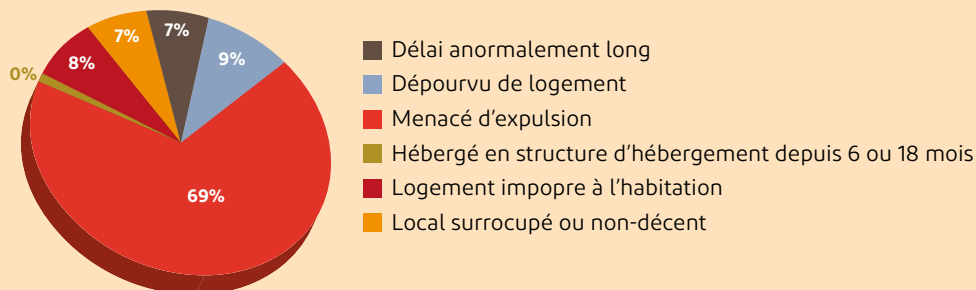 7%
7%
9%
8%
0%
69%
Délai anormalement long
Dépourvu de logement
Menacé d'expulsion
Hébergé en structure d'hébergement depuis 6 ou 18 mois
Logement impopre à l'habitation
Local surrocupé ou non-décent